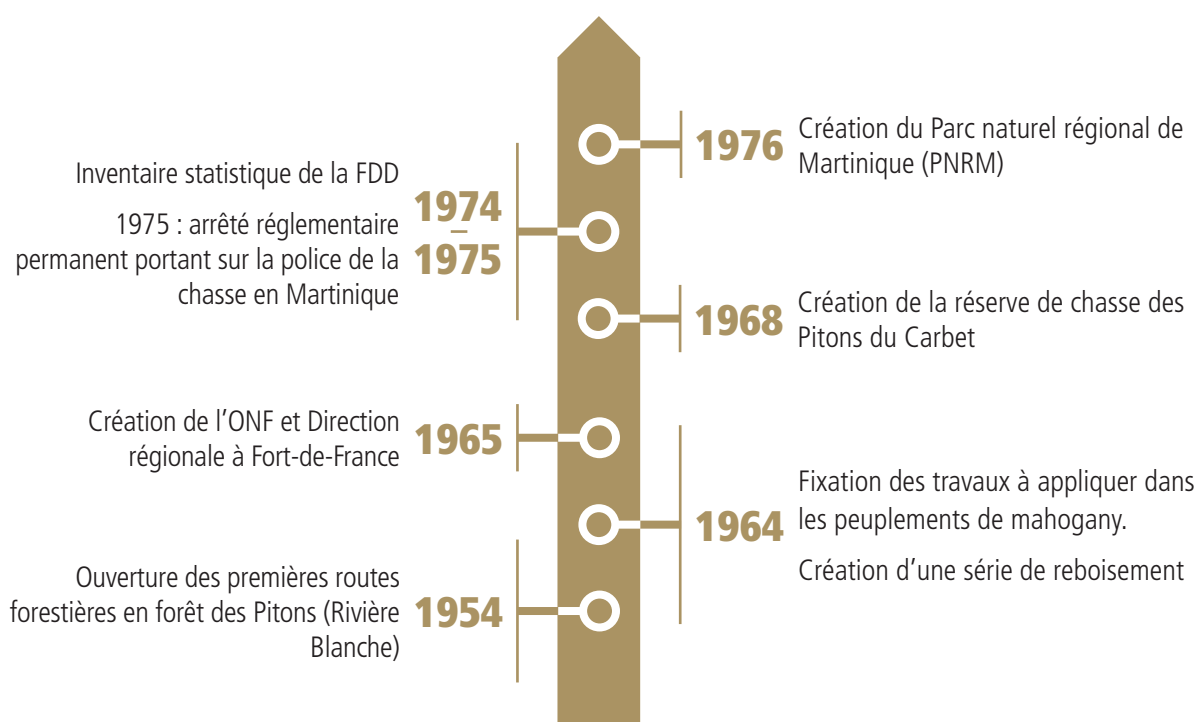 1976
Création du Parc naturel régional de
Martinique (PNRM)
Inventaire statistique de la FDD
1975 : arrêté réglementaire
permanent portant sur la police de la
chasse en Martinique
1974
–
1975
1968
Création de la réserve de chasse des
Pitons du Carbet
Création de l’ONF et Direction
régionale à Fort-de-France
1965
1964
Fixation des travaux à appliquer dans
les peuplements de mahogany.
Création d’une série de reboisement
Ouverture des premières routes
forestières en forêt des Pitons (Rivière
Blanche)
1954